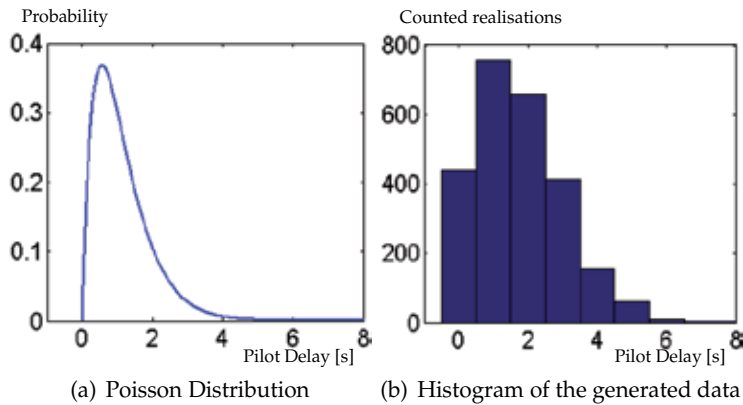 Probability
0.4
0.3
0.2
0.1
0
0 2 4 6 8
Pilot Delay [s]
(a) Poisson Distribution
Counted realisations
800
600
400
200
0
0 2 4 6 8
Pilot Delay [s]
(b) Histogram of the generated data